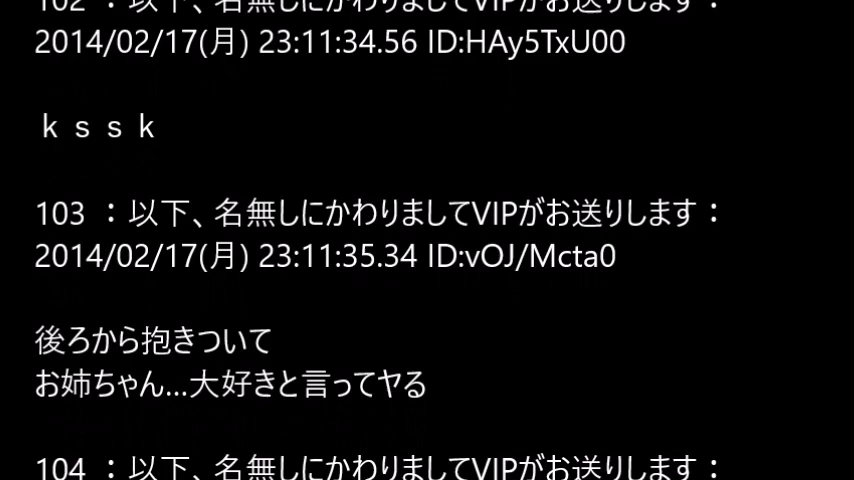 102 ：以下、名無しにかわりましてVIPがお送りします：
2014/02/17(月) 23:11:34.56 ID:HAy5TxU00
ｋｓｓｋ
103 ：以下、名無しにかわりましてVIPがお送りします：
2014/02/17(月) 23:11:35.34 ID:vOJ/Mcta0
後ろから抱きついて
お姉ちゃん…大好きと言ってヤる
104 ：以下、名無しにかわりましてVIPがお送りします：